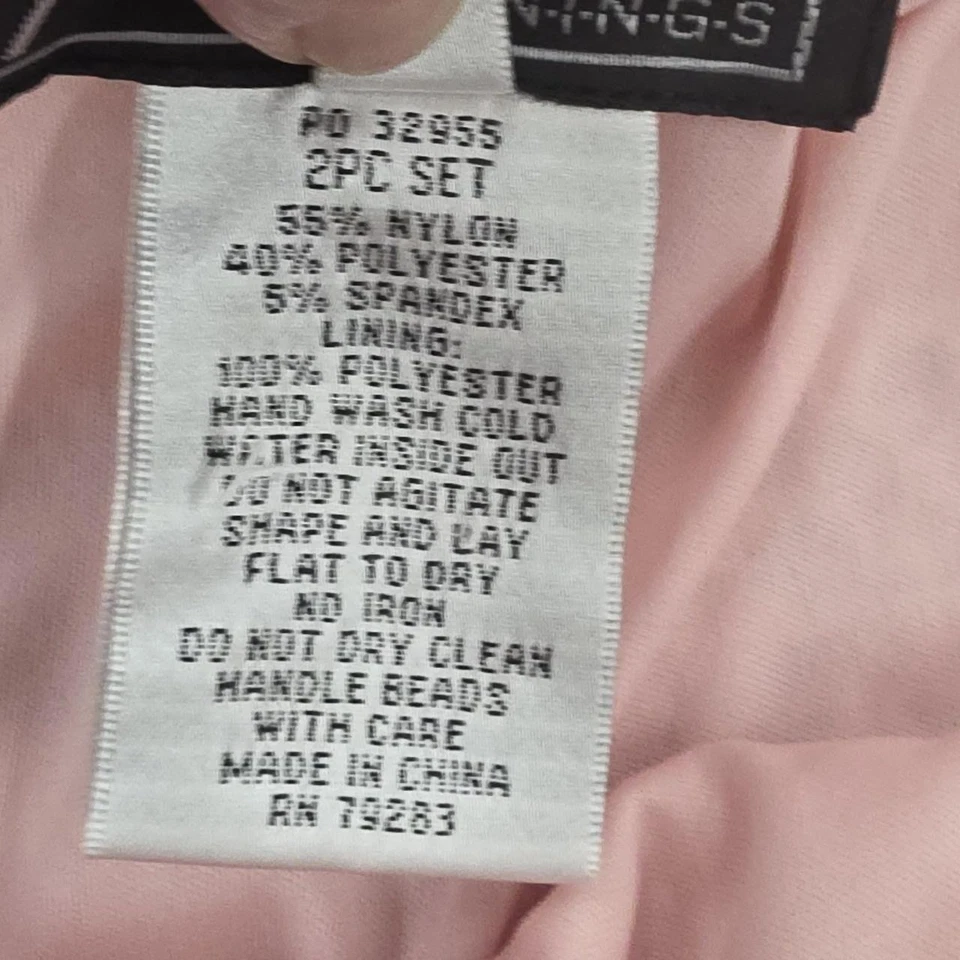 N·I·N·G·S
PO 32955
2PC SET
55% NYLON
40% POLYESTER
5% SPANDEX
LINING:
100% POLYESTER
HAND WASH COLD
WATER INSIDE OUT
DO NOT AGITATE
SHAPE AND LAY
FLAT TO DRY
NO IRON
DO NOT DRY CLEAN
HANDLE BEADS
WITH CARE
MADE IN CHINA
RN 79283